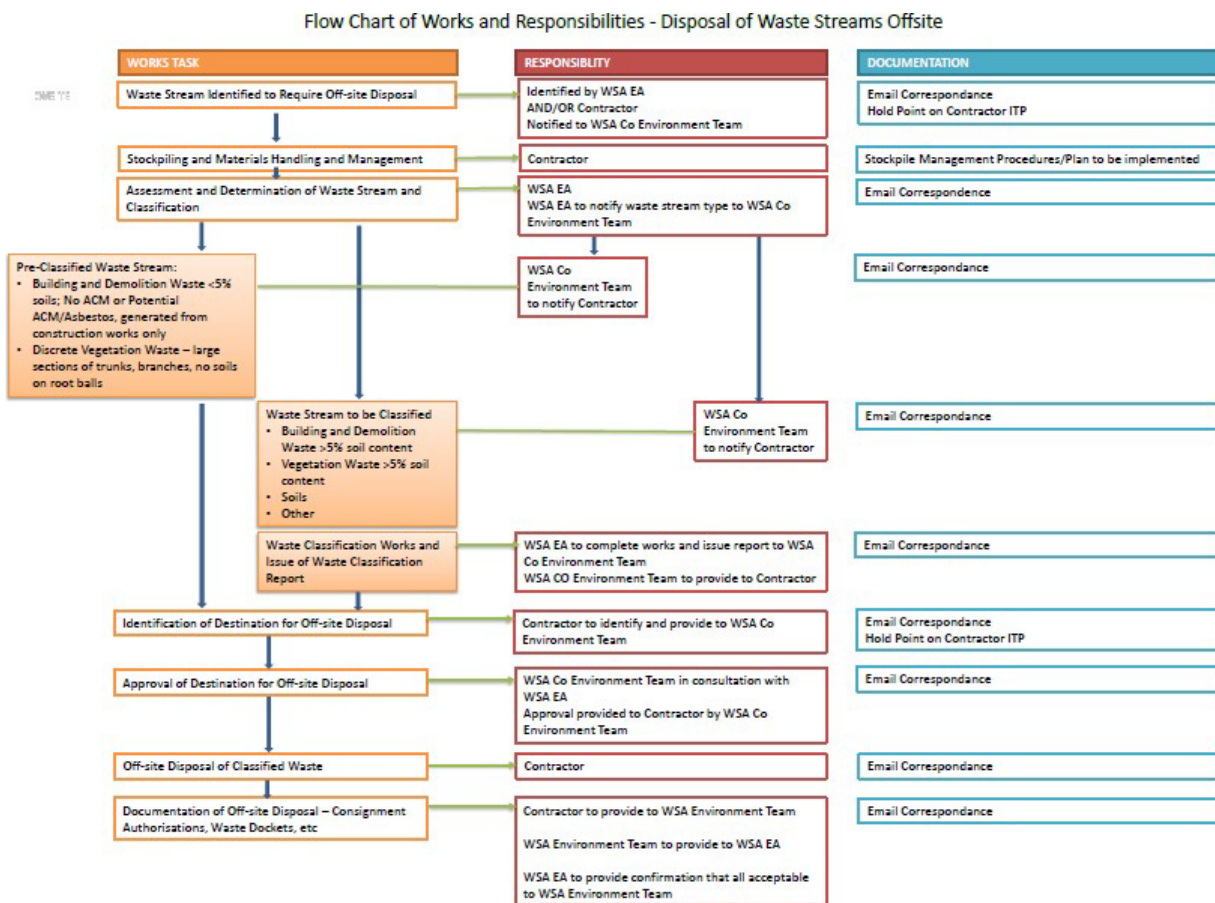 Flow Chart of Works and Responsibilities - Disposal of Waste Streams Offsite
WORKS TASK
RESPONSIBLITY
DOCUMENTATION
Waste Stream Identified to Require Off-site Disposal
Identified by WSA EA
AND/OR Contractor
Notified to WSA Co Environment Team
Email Correspondance
Hold Point on Contractor ITP
Stockpiling and Materials Handling and Management
Contractor
Stockpile Management Procedures/Plan to be implemented
Assessment and Determination of Waste Stream and
Classification
WSA EA
WSA EA to notify waste stream type to WSA Co
Environment Team
Email Correspondence
Pre-Classified Waste Stream:
• Building and Demolition Waste <5%
soils; No ACM or Potential
ACM/Asbestos, generated from
construction works only
• Discrete Vegetation Waste – large
sections of trunks, branches, no soils
on root balls
WSA Co
Environment Team
to notify Contractor
Email Correspondance
Waste Stream to be Classified
• Building and Demolition
Waste >5% soil content
• Vegetation Waste >5% soil
content
• Soils
• Other
WSA Co
Environment Team
to notify Contractor
Email Correspondance
Waste Classification Works and
Issue of Waste Classification
Report
WSA EA to complete works and issue report to WSA
Co Environment Team
WSA CO Environment Team to provide to Contractor
Email Correspondance
Identification of Destination for Off-site Disposal
Contractor to identify and provide to WSA Co
Environment Team
Email Correspondance
Hold Point on Contractor ITP
Approval of Destination for Off-site Disposal
WSA Co Environment Team in consultation with
WSA EA
Approval provided to Contractor by WSA Co
Environment Team
Email Correspondance
Off-site Disposal of Classified Waste
Contractor
Email Correspondance
Documentation of Off-site Disposal – Consignment
Authorisations, Waste Dockets, etc
Contractor to provide to WSA Environment Team
WSA Environment Team to provide to WSA EA
WSA EA to provide confirmation that all acceptable
to WSA Environment Team
Email Correspondance